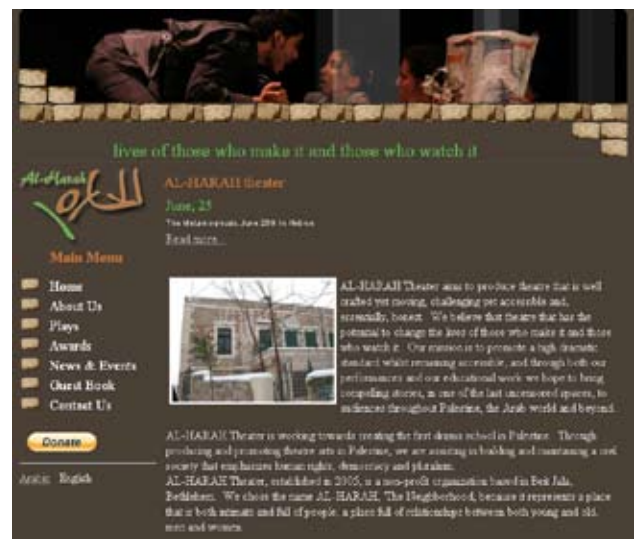 lives of those who make it and those who watch it
Al-Harah
الحارة
AL-HARAH theater
June, 25
The Metamorphosis, June 25th in Hebron
Read more...
Main Menu
Home
About Us
Plays
Awards
News & Events
Guest Book
Contact Us
Donate
Arabic English
AL-HARAH Theater aims to produce theatre that is well
crafted yet moving, challenging yet accessible and,
essentially, honest. We believe that theatre that has the
potential to change the lives of those who make it and those
who watch it. Our mission is to promote a high dramatic
standard whilst remaining accessible, and through both our
performances and our educational work we hope to bring
compelling stories, in one of the last uncensored spaces, to
audiences throughout Palestine, the Arab world and beyond.
AL-HARAH Theater is working towards creating the first drama school in Palestine. Through
producing and promoting theatre arts in Palestine, we are assisting in building and maintaining a civil
society that emphasizes human rights, democracy and pluralism.
AL-HARAH Theater, established in 2005, is a non-profit organization based in Beit Jala,
Bethlehem. We chose the name AL-HARAH, The Neighborhood, because it represents a place
that is both intimate and full of people, a place full of relationships between both young and old,
men and women.